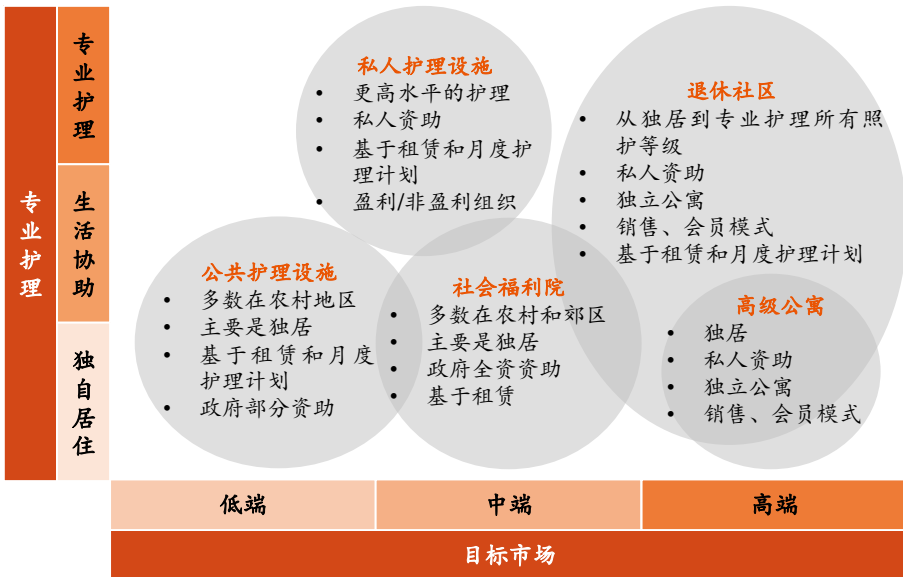 专业护理
专业护理
生活协助
独自居住
私人护理设施
• 更高水平的护理
• 私人资助
• 基于租赁和月度护
理计划
• 盈利/非盈利组织
退休社区
• 从独居到专业护理所有照
护等级
• 私人资助
• 独立公寓
• 销售、会员模式
• 基于租赁和月度护理计划
公共护理设施
• 多数在农村地区
• 主要是独居
• 基于租赁和月度
护理计划
• 政府部分资助
社会福利院
• 多数在农村和郊区
• 主要是独居
• 政府全资资助
• 基于租赁
高级公寓
• 独居
• 私人资助
• 独立公寓
• 销售、会员模式
低端
中端
高端
目标市场